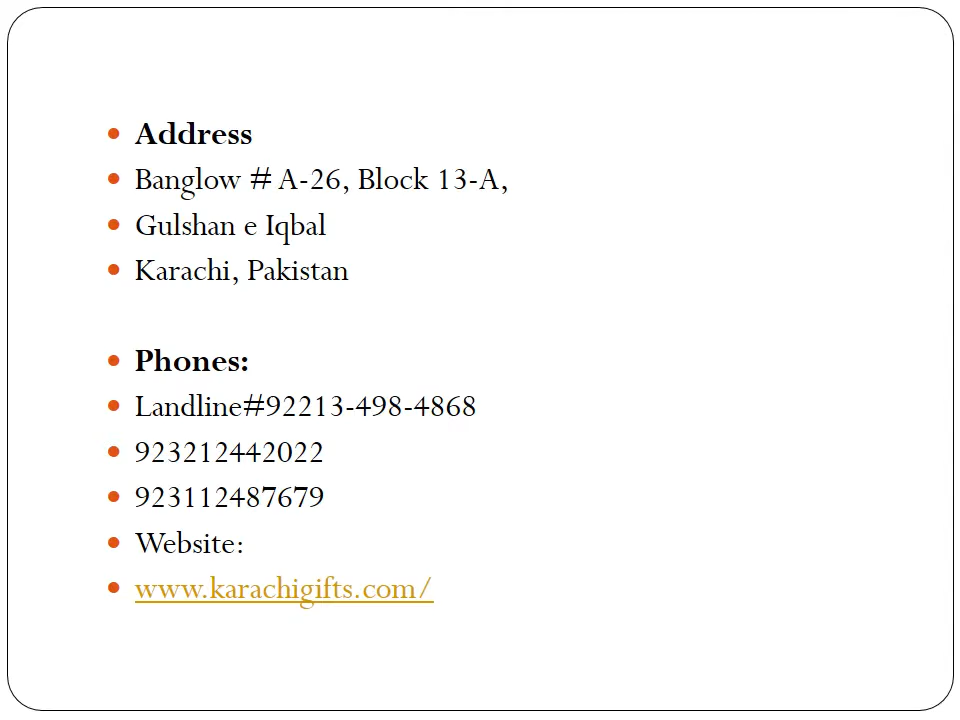 Address
Banglow # A-26, Block 13-A,
Gulshan e Iqbal
Karachi, Pakistan
Phones:
Landline#92213-498-4868
923212442022
923112487679
Website:
www.karachigifts.com/